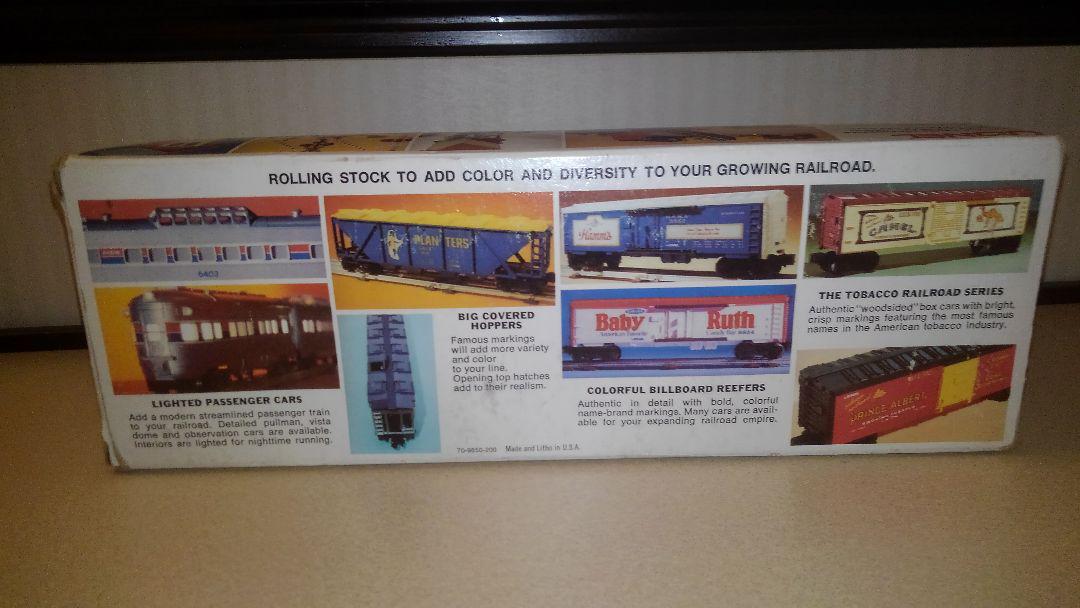 ROLLING STOCK TO ADD COLOR AND DIVERSITY TO YOUR GROWING RAILROAD.
6403
LIGHTED PASSENGER CARS
Add a modern streamlined passenger train
to your railroad. Detailed pullman, vista
dome and observation cars are available.
Interiors are lighted for nighttime running.
PLANTERS
BIG COVERED
HOPPERS
Famous markings
will add more variety
and color
to your line.
Opening top hatches
add to their realism.
70-9850-200 Made and Litho in U.S.A.
Hamm's
Baby Ruth
COLORFUL BILLBOARD REEFERS
Authentic in detail with bold, colorful
name-brand markings. Many cars are avail-
able for your expanding railroad empire.
CAMEL
THE TOBACCO RAILROAD SERIES
Authentic "woodsided" box cars with bright,
crisp markings featuring the most famous
names in the American tobacco industry.
PRINCE ALBERT